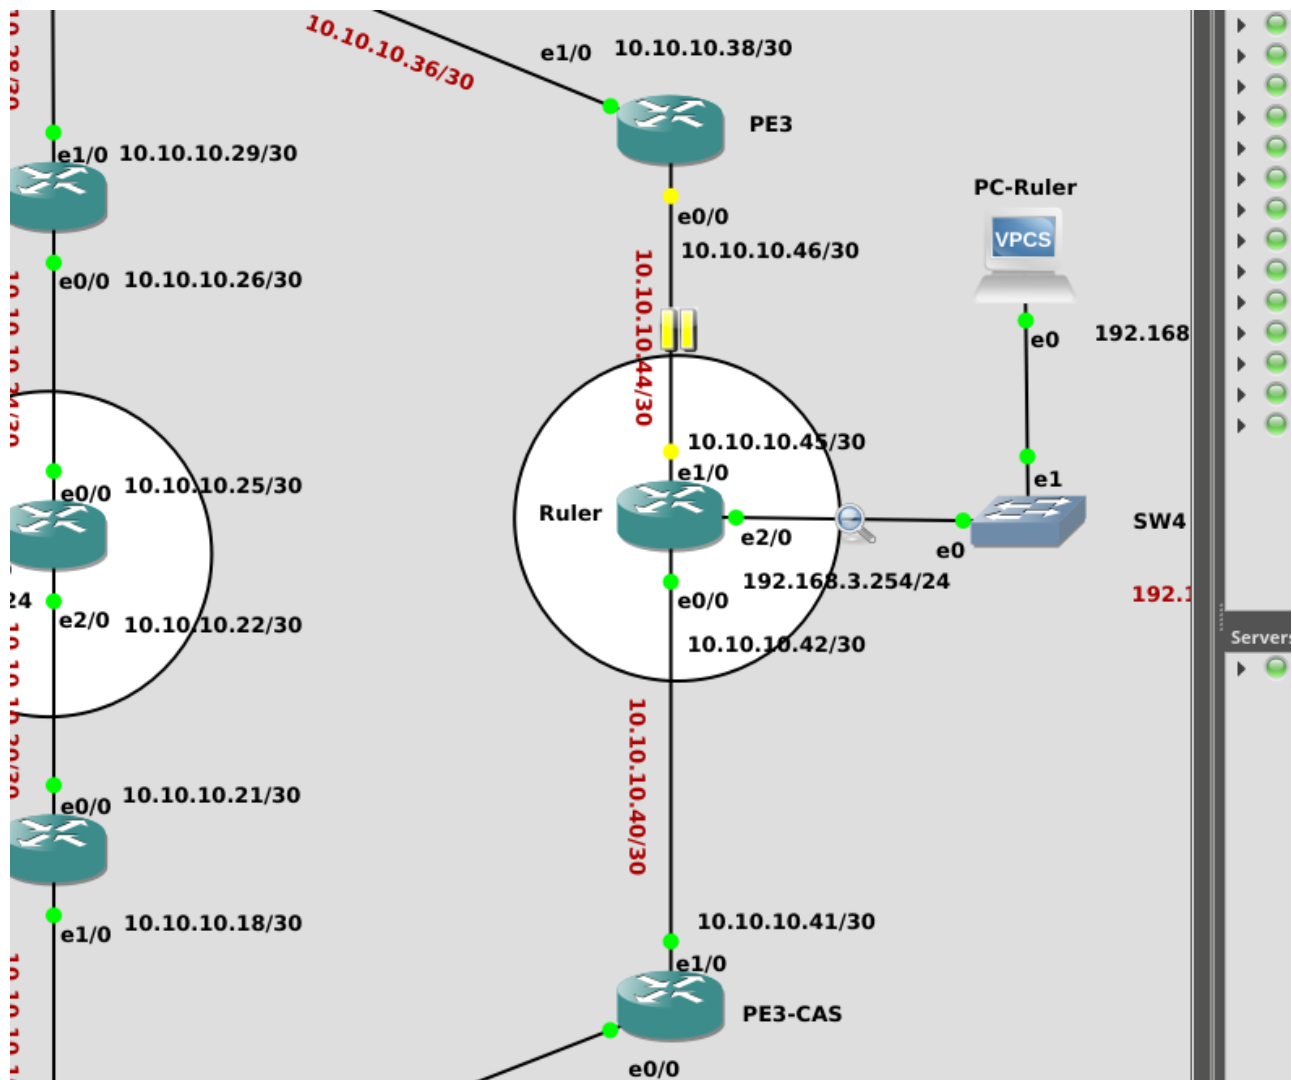 10.10.10.36/30
e1/0
10.10.10.38/30
PE3
e1/0
10.10.10.29/30
e0/0
10.10.10.46/30
PC-Ruler
VPCS
e0/0
10.10.10.26/30
10.10.10.44/30
e0
192.168
10.10.10.45/30
e1/0
e1
e0/0
10.10.10.25/30
Ruler
e2/0
e0
SW4
192.168.3.254/24
24
e0/0
192.1
e2/0
10.10.10.22/30
10.10.10.42/30
Servers
10.10.10.40/30
e0/0
10.10.10.21/30
e1/0
10.10.10.18/30
10.10.10.41/30
e1/0
PE3-CAS
e0/0